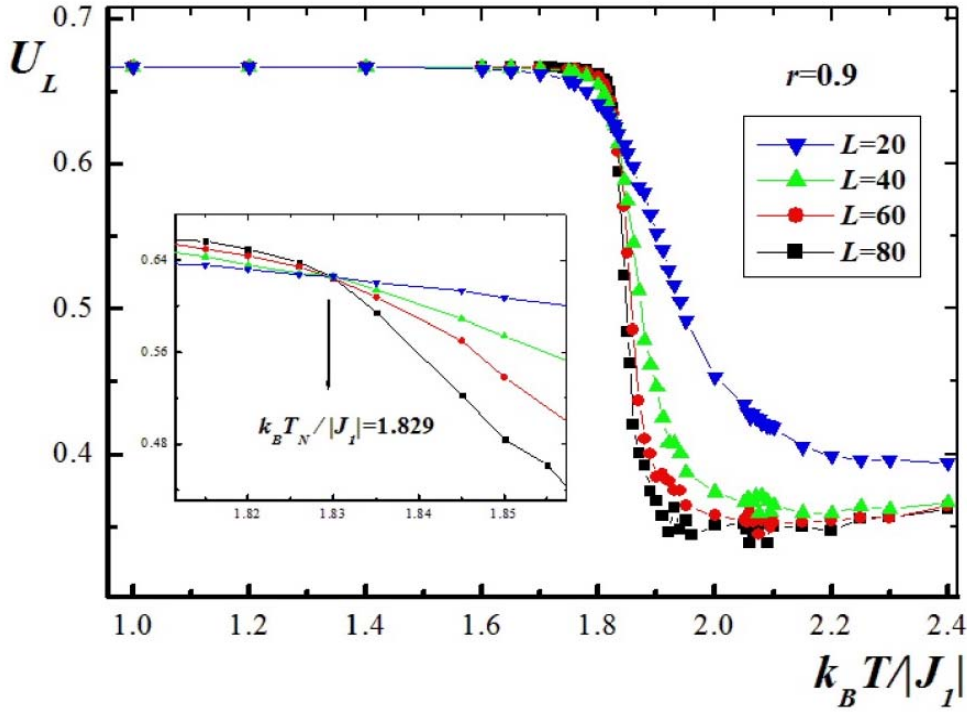 0.7
U_L
r=0.9
L=20
L=40
L=60
L=80
0.6
0.5
0.4
0.64
0.56
0.48
k_B T_N / |J_1|=1.829
1.82 1.83 1.84 1.85
1.0 1.2 1.4 1.6 1.8 2.0 2.2 2.4
k_B T/|J_1|